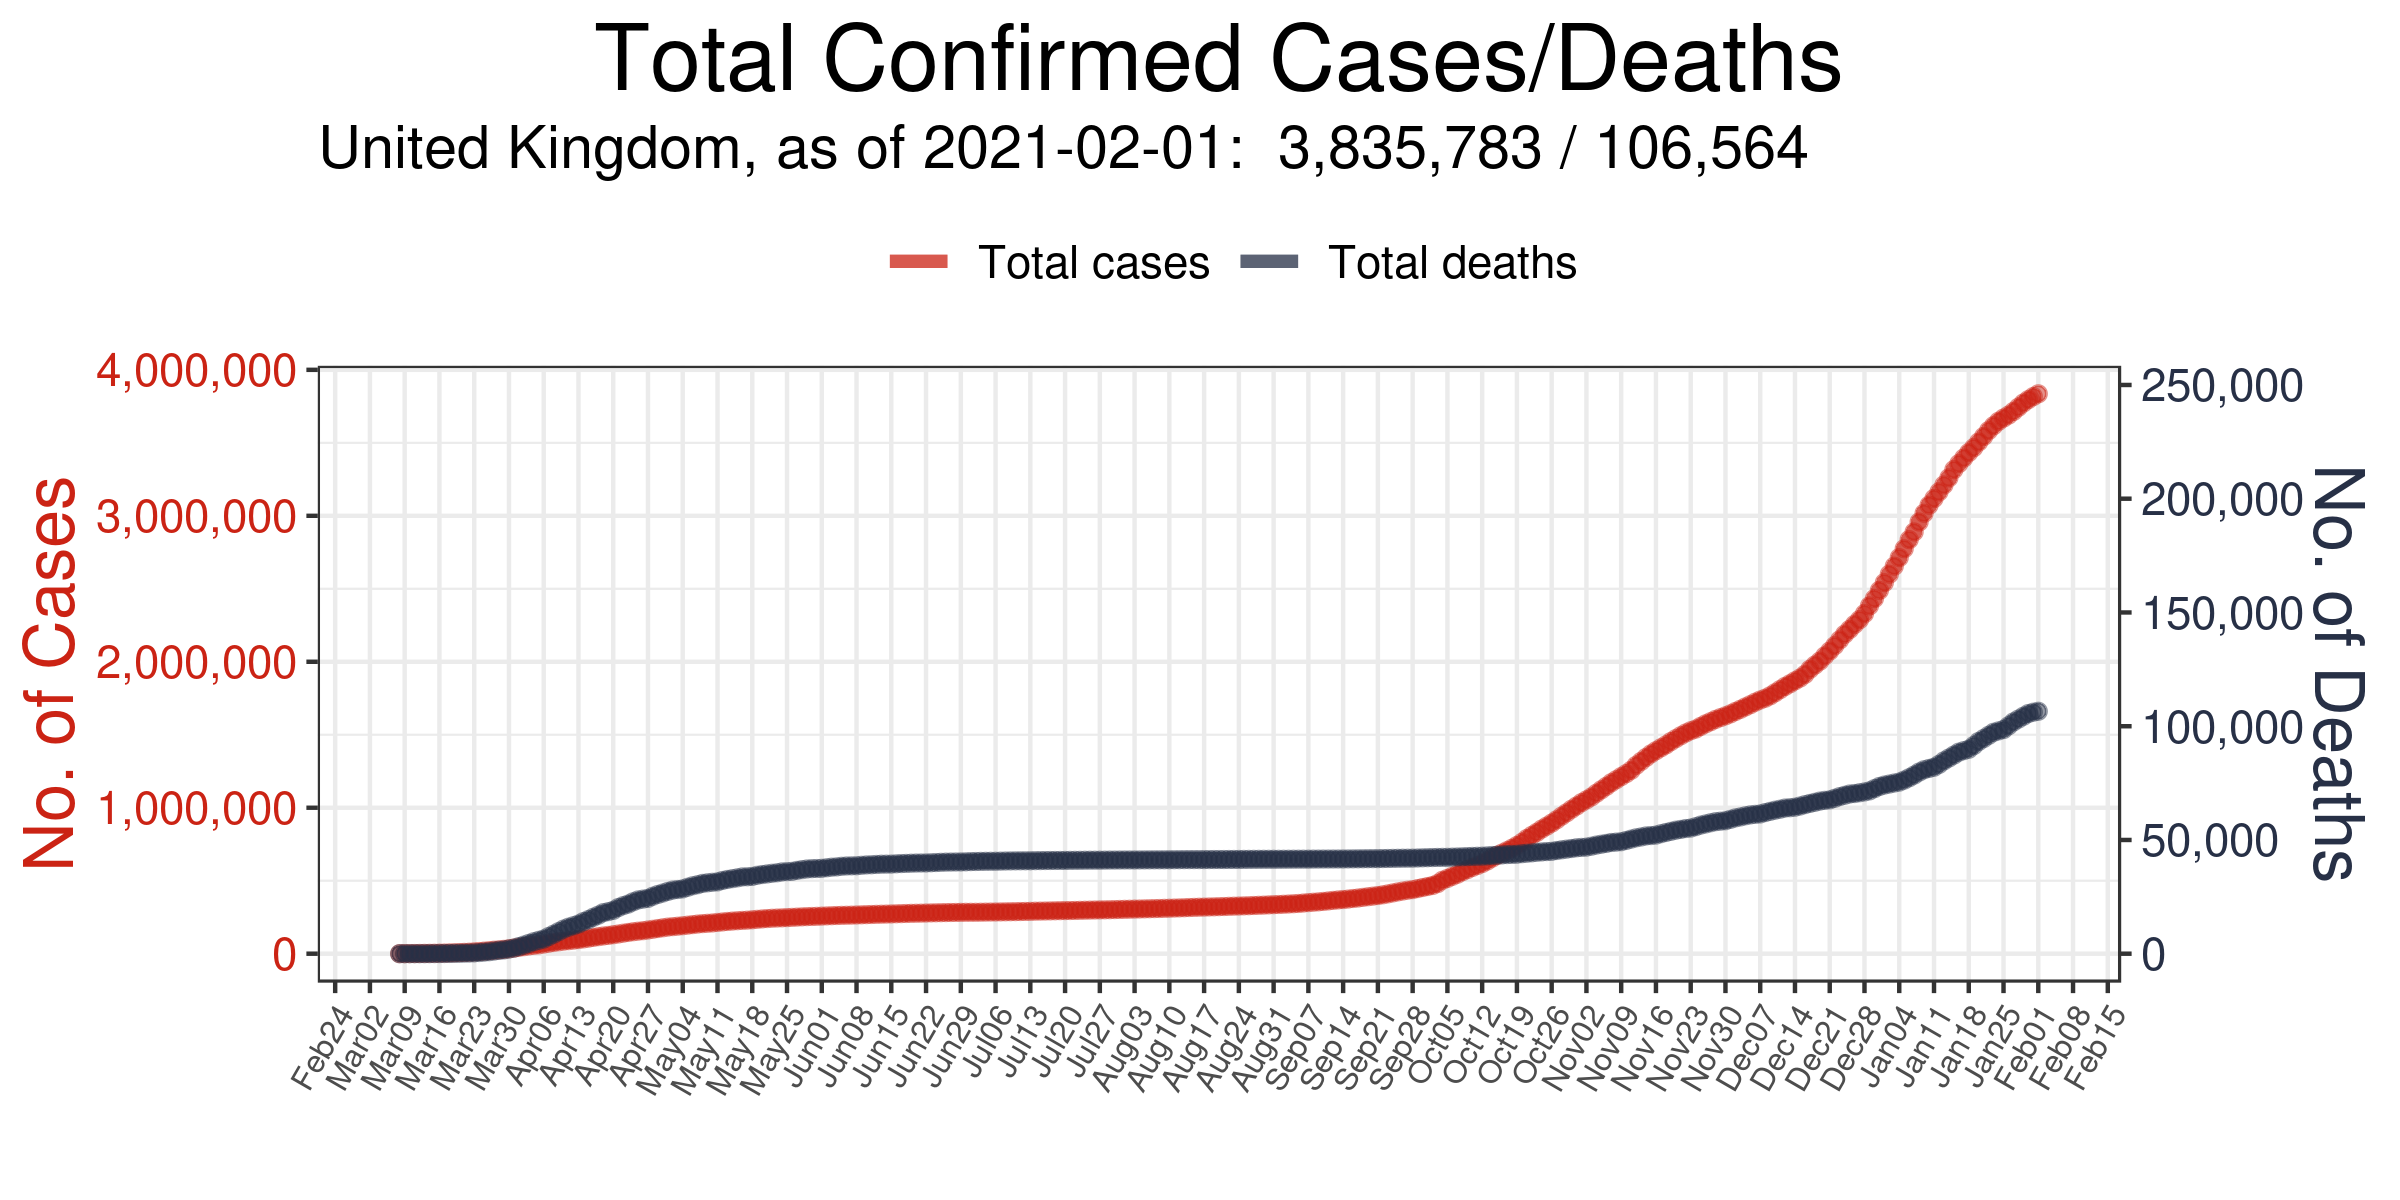 Total Confirmed Cases/Deaths
United Kingdom, as of 2021-02-01: 3,835,783 / 106,564
Total cases
Total deaths
No. of Cases
4,000,000
3,000,000
2,000,000
1,000,000
0
250,000
200,000
150,000
100,000
50,000
0
No. of Deaths
Feb24
Mar02
Mar09
Mar16
Mar23
Mar30
Apr06
Apr13
Apr20
Apr27
May04
May11
May18
May25
Jun01
Jun08
Jun15
Jun22
Jun29
Jul06
Jul13
Jul20
Jul27
Aug03
Aug10
Aug17
Aug24
Aug31
Sep07
Sep14
Sep21
Sep28
Oct05
Oct12
Oct19
Oct26
Nov02
Nov09
Nov16
Nov23
Nov30
Dec07
Dec14
Dec21
Dec28
Jan04
Jan11
Jan18
Jan25
Feb01
Feb08
Feb15